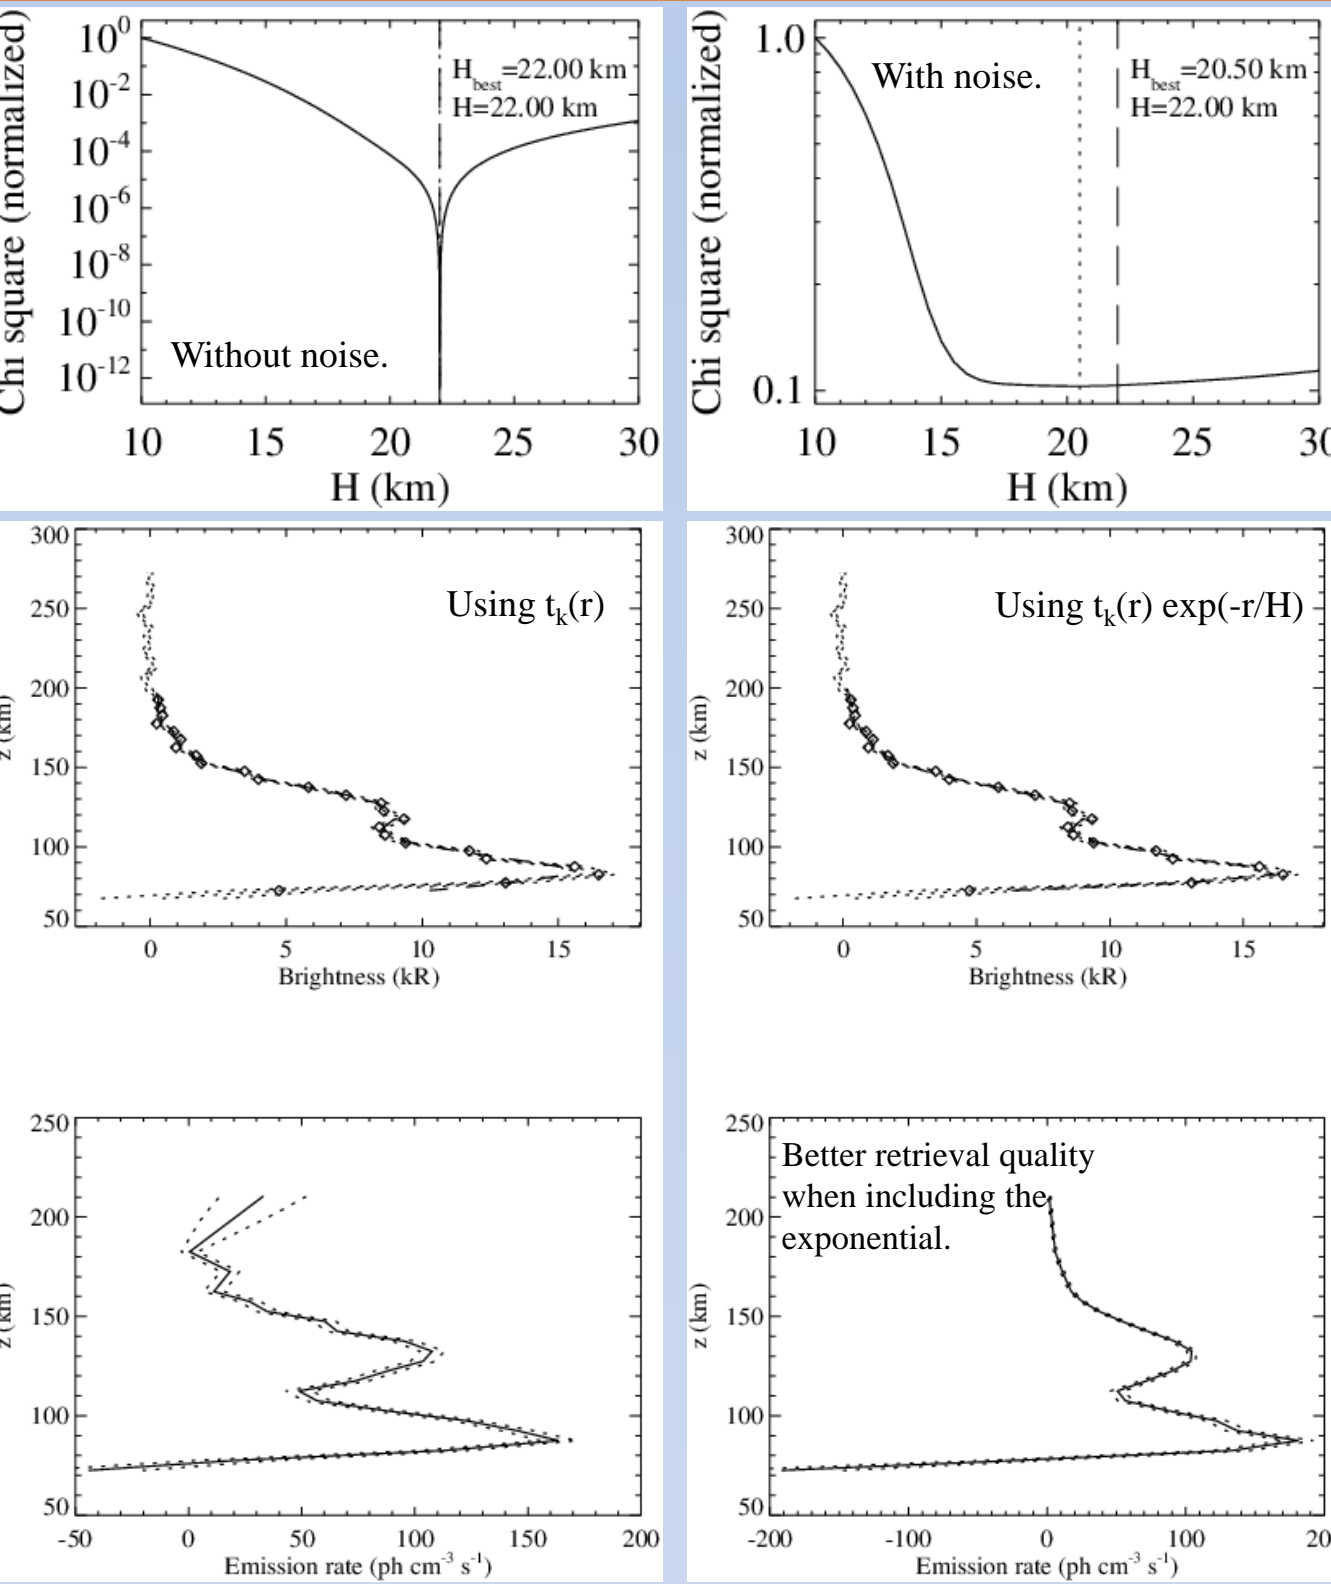 Chi square (normalized)
10^0
10^-2
10^-4
10^-6
10^-8
10^-10
10^-12
H_best=22.00 km
H=22.00 km
Without noise.
10 15 20 25 30
H (km)
Chi square (normalized)
1.0
0.1
With noise.
H_best=20.50 km
H=22.00 km
10 15 20 25
H (km)
300
250
200
150
100
50
z (km)
Using t_k(r)
0 5 10 15
Brightness (kR)
300
250
200
150
100
50
z (km)
Using t_k(r) exp(-r/H)
0 5 10 15
Brightness (kR)
250
200
150
100
50
z (km)
-50 0 50 100 150 200
Emission rate (ph cm^-3 s^-1)
250
200
150
100
50
z (km)
Better retrieval quality
when including the
exponential.
-200 -100 0 100
Emission rate (ph cm^-3 s^-1)